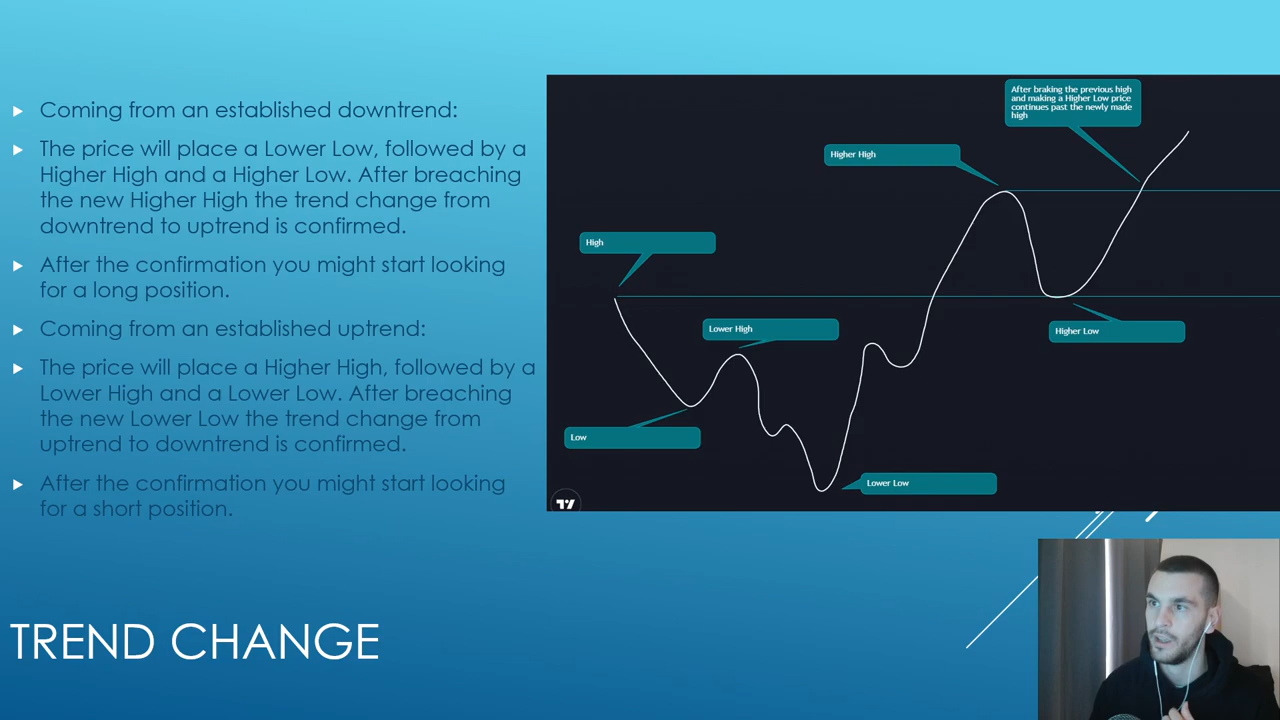 Coming from an established downtrend:
The price will place a Lower Low, followed by a
Higher High and a Higher Low. After breaching
the new Higher High the trend change from
downtrend to uptrend is confirmed.
After the confirmation you might start looking
for a long position.
Coming from an established uptrend:
The price will place a Higher High, followed by a
Lower High and a Lower Low. After breaching
the new Lower Low the trend change from
uptrend to downtrend is confirmed.
After the confirmation you might start looking
for a short position.
After braking the previous high
and making a Higher Low price
continues past the newly made
high
Higher High
High
Lower High
Higher Low
Low
Lower Low
TREND CHANGE